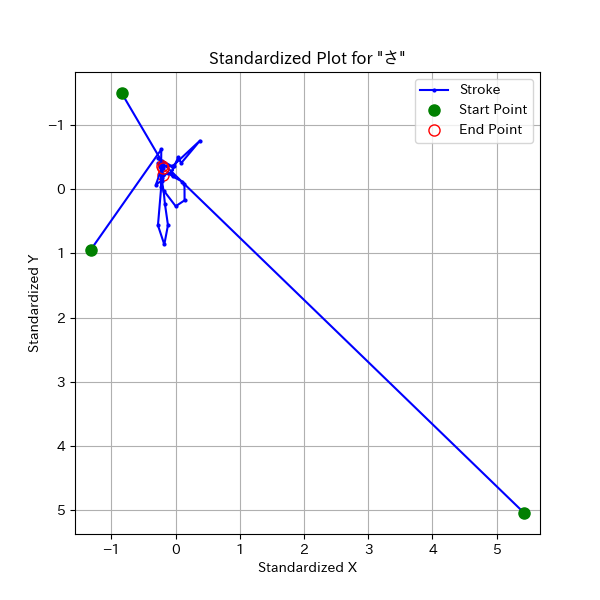 Standardized Plot for "さ"
Stroke
Start Point
End Point
−1
0
1
2
3
4
5
Standardized Y
−1 0 1 2 3 4 5
Standardized X